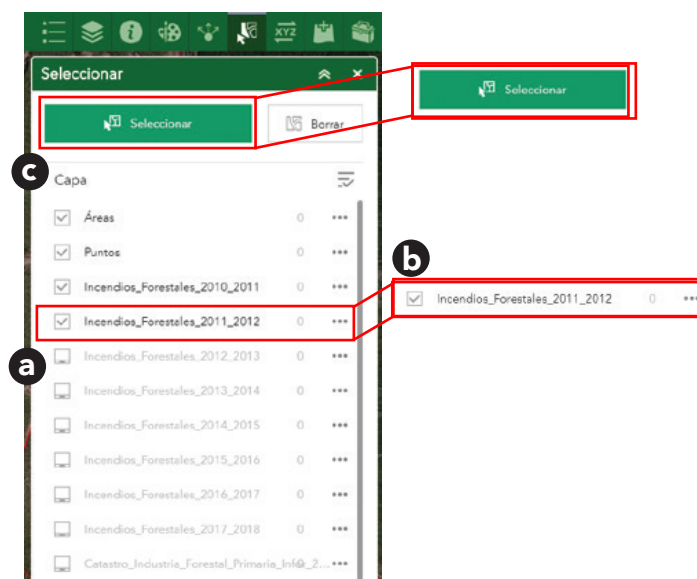 XYZ
Seleccionar
Seleccionar Borrar
Seleccionar
c
Capa
Áreas 0
Puntos 0
Incendios_Forestales_2010_2011 0
Incendios_Forestales_2011_2012 0
b
Incendios_Forestales_2011_2012 0
a
Incendios_Forestales_2012_2013 0
Incendios_Forestales_2013_2014 0
Incendios_Forestales_2014_2015 0
Incendios_Forestales_2015_2016 0
Incendios_Forestales_2016_2017 0
Incendios_Forestales_2017_2018 0